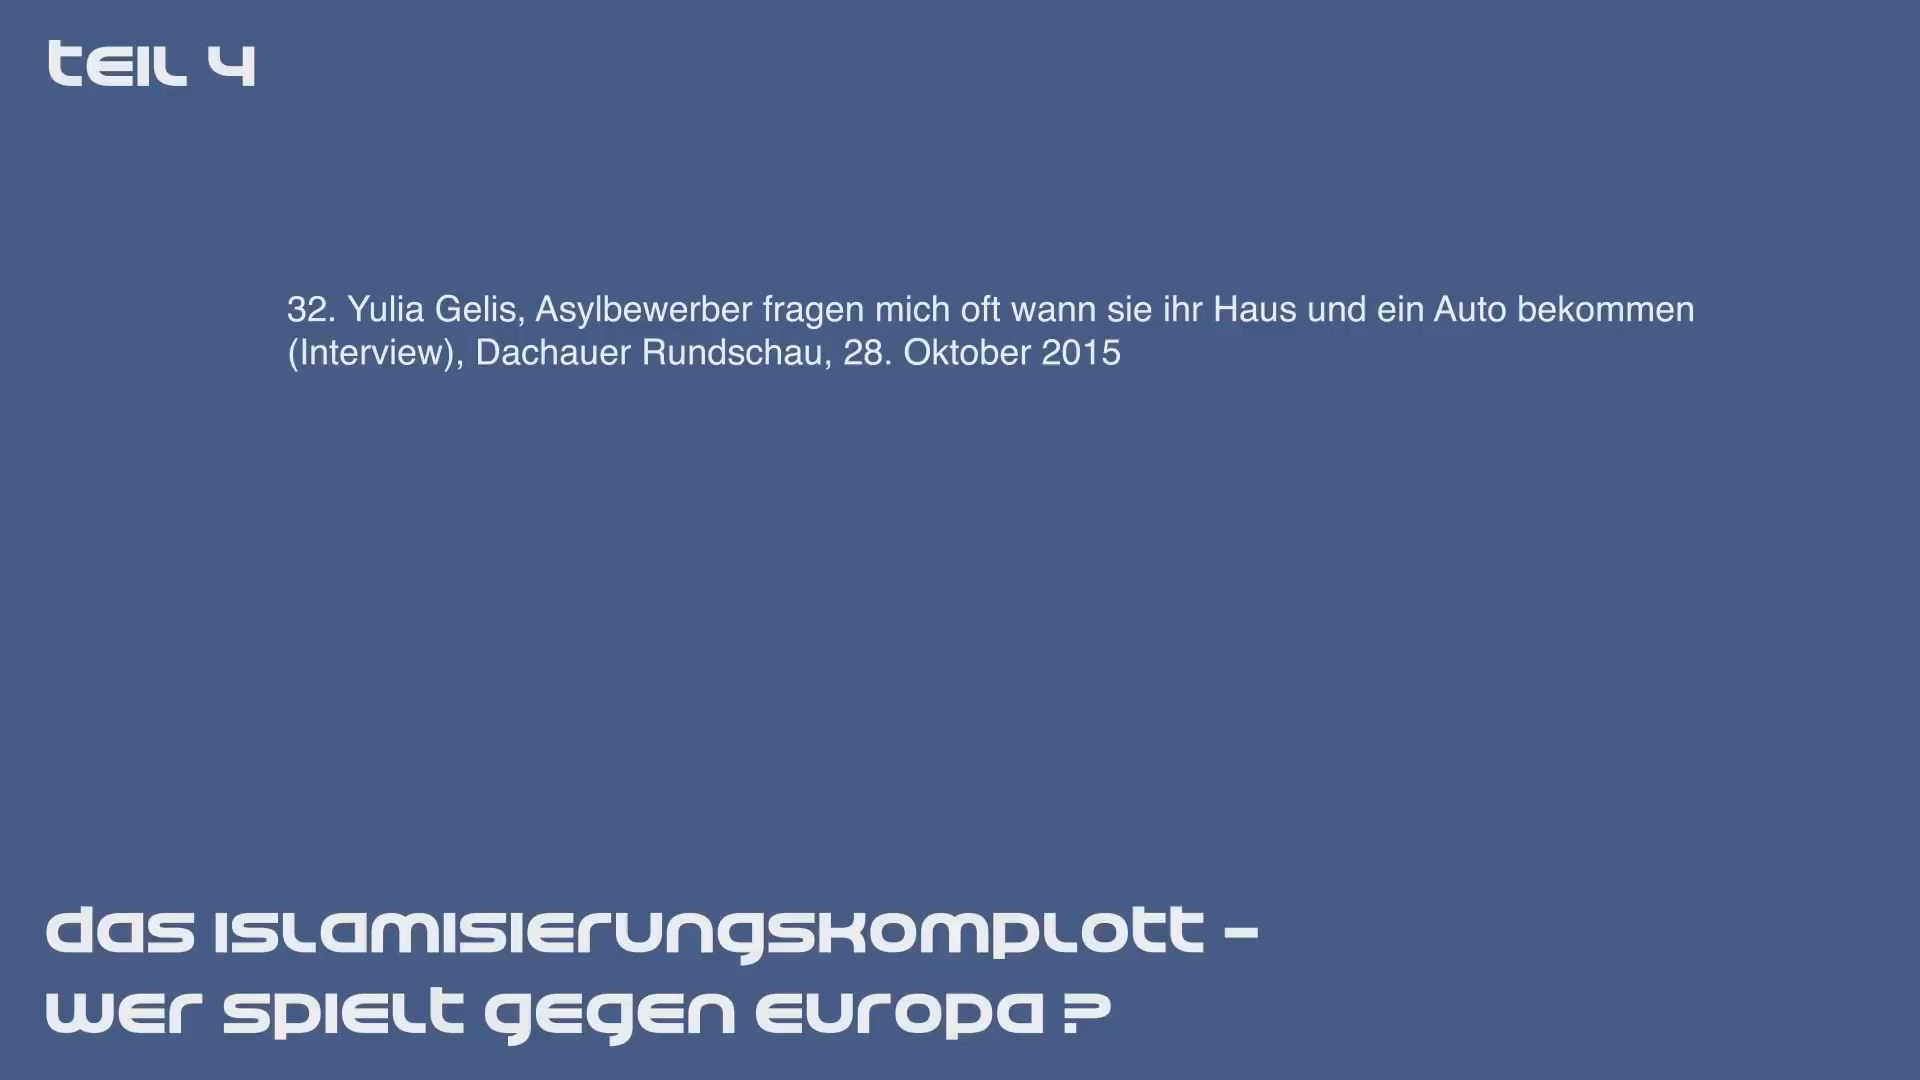 Teil 4
32. Yulia Gelis, Asylbewerber fragen mich oft wann sie ihr Haus und ein Auto bekommen
(Interview), Dachauer Rundschau, 28. Oktober 2015
das Islamisierungskomplott –
wer spielt gegen Europa ?